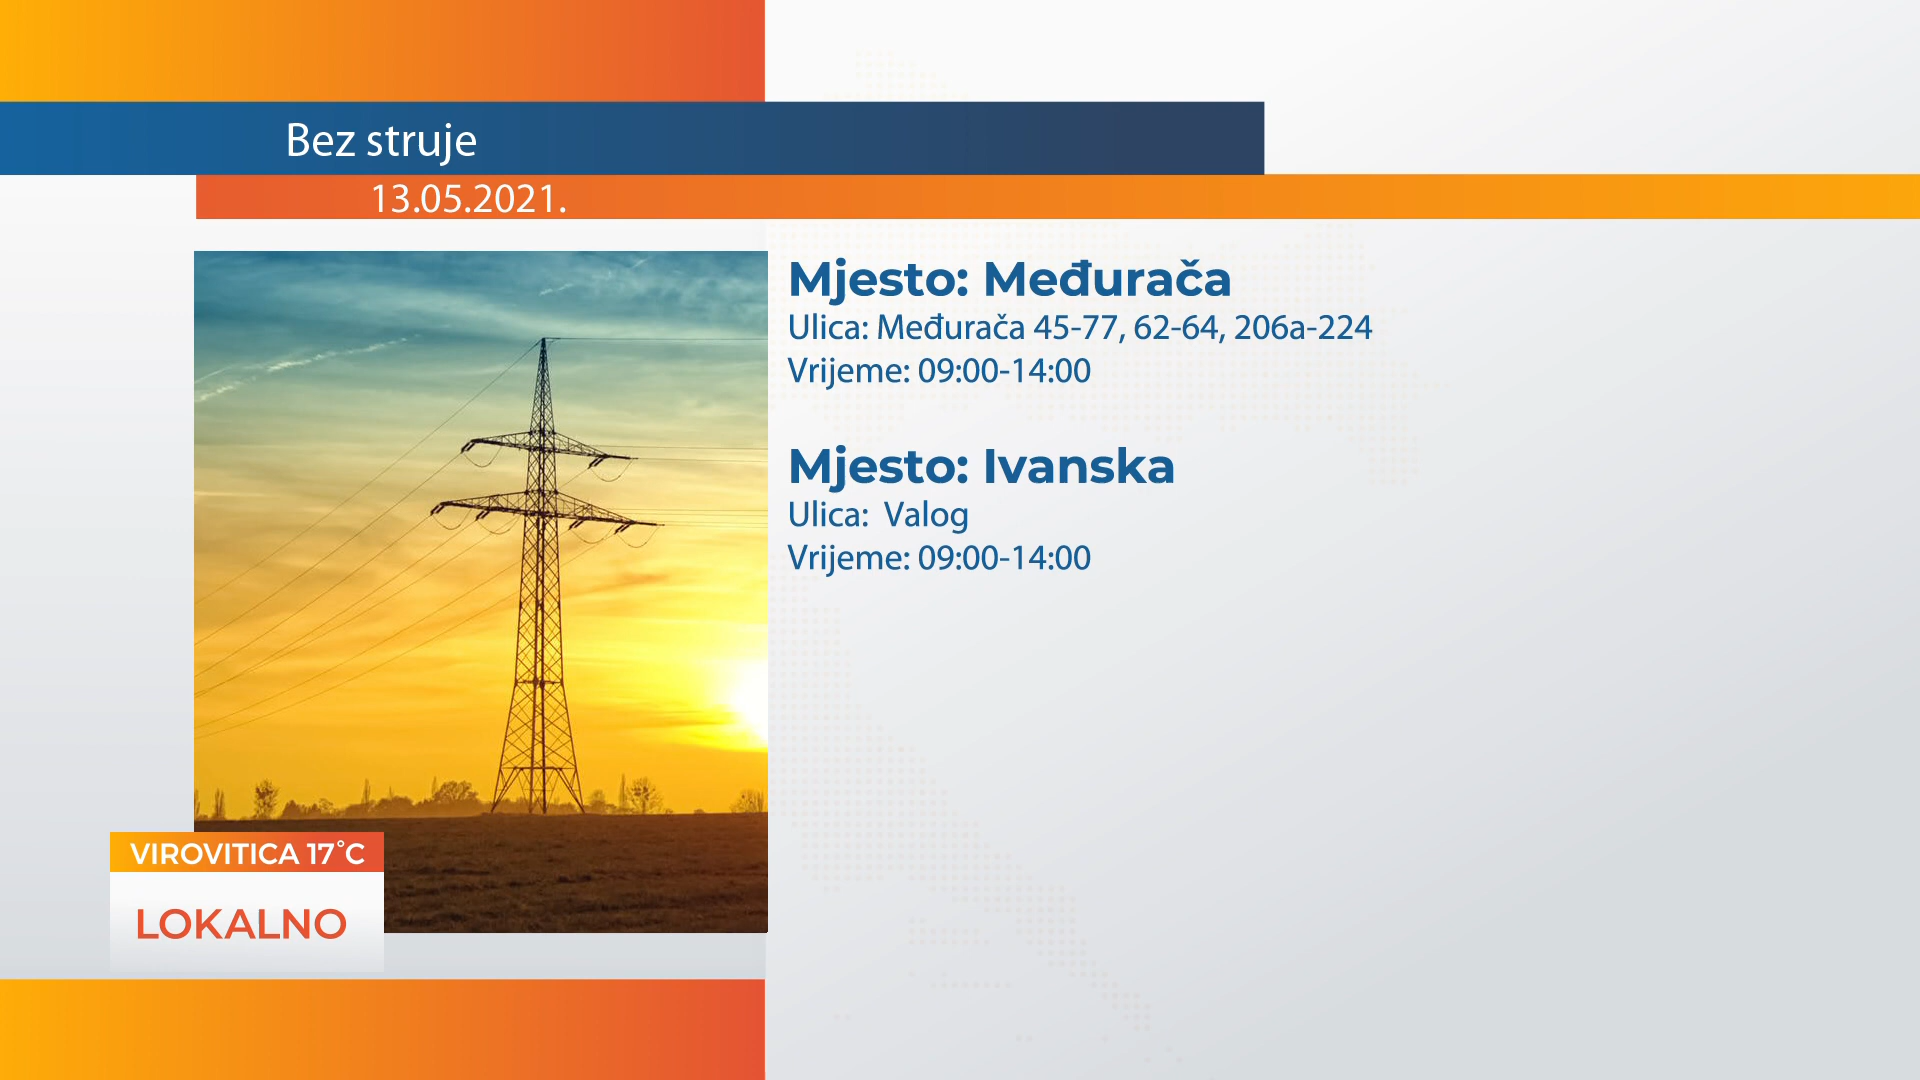 Bez struje
13.05.2021.
Mjesto: Međurača
Ulica: Međurača 45-77, 62-64, 206a-224
Vrijeme: 09:00-14:00
Mjesto: Ivanska
Ulica:  Valog
Vrijeme: 09:00-14:00
VIROVITICA 17°C
LOKALNO